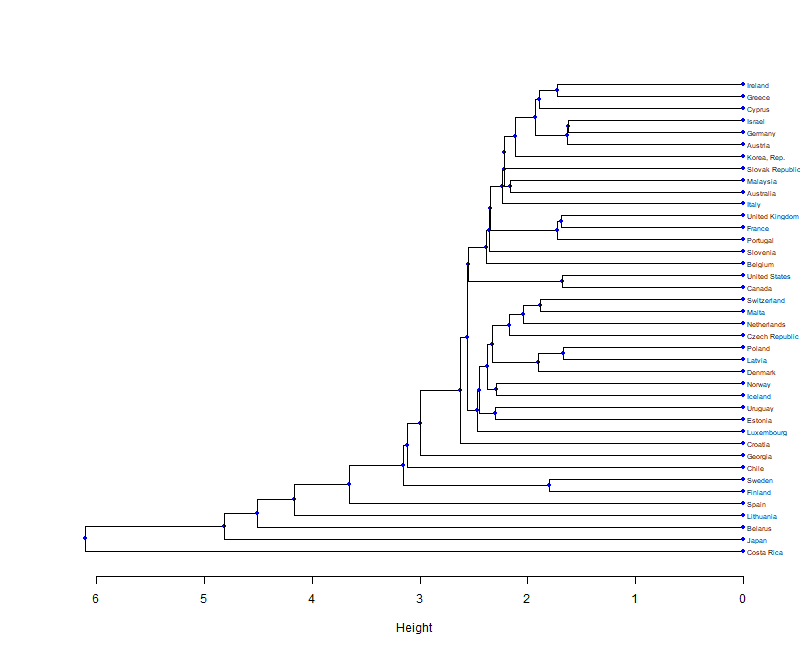 Ireland
Greece
Cyprus
Israel
Germany
Austria
Korea, Rep.
Slovak Republic
Malaysia
Australia
Italy
United Kingdom
France
Portugal
Slovenia
Belgium
United States
Canada
Switzerland
Malta
Netherlands
Czech Republic
Poland
Latvia
Denmark
Norway
Iceland
Uruguay
Estonia
Luxembourg
Croatia
Georgia
Chile
Sweden
Finland
Spain
Lithuania
Belarus
Japan
Costa Rica
6 5 4 3 2 1 0
Height